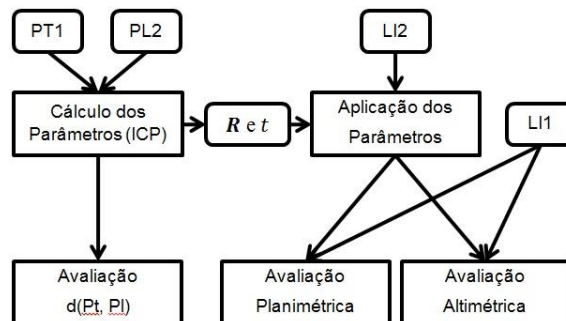 PT1
PL2
LI2
Cálculo dos
Parâmetros (ICP)
R e t
Aplicação dos
Parâmetros
LI1
Avaliação
d(Pt, Pl)
Avaliação
Planimétrica
Avaliação
Altimétrica